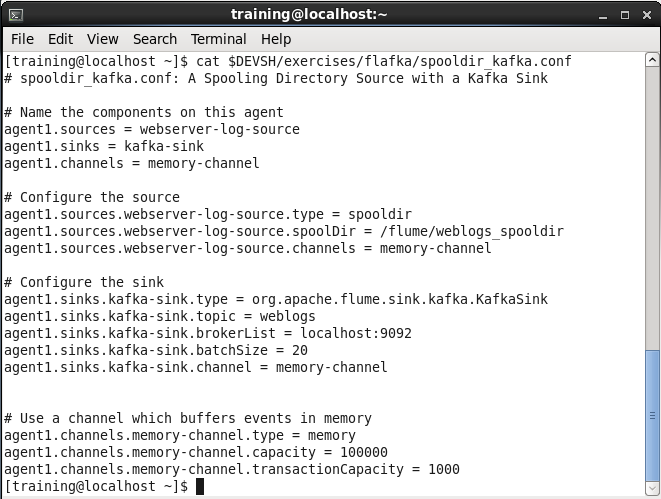 training@localhost:~
File Edit View Search Terminal Help
[training@localhost ~]$ cat $DEVSH/exercises/flafka/spooldir_kafka.conf
# spooldir_kafka.conf: A Spooling Directory Source with a Kafka Sink

# Name the components on this agent
agent1.sources = webserver-log-source
agent1.sinks = kafka-sink
agent1.channels = memory-channel

# Configure the source
agent1.sources.webserver-log-source.type = spooldir
agent1.sources.webserver-log-source.spoolDir = /flume/weblogs_spooldir
agent1.sources.webserver-log-source.channels = memory-channel

# Configure the sink
agent1.sinks.kafka-sink.type = org.apache.flume.sink.kafka.KafkaSink
agent1.sinks.kafka-sink.topic = weblogs
agent1.sinks.kafka-sink.brokerList = localhost:9092
agent1.sinks.kafka-sink.batchSize = 20
agent1.sinks.kafka-sink.channel = memory-channel


# Use a channel which buffers events in memory
agent1.channels.memory-channel.type = memory
agent1.channels.memory-channel.capacity = 100000
agent1.channels.memory-channel.transactionCapacity = 1000
[training@localhost ~]$